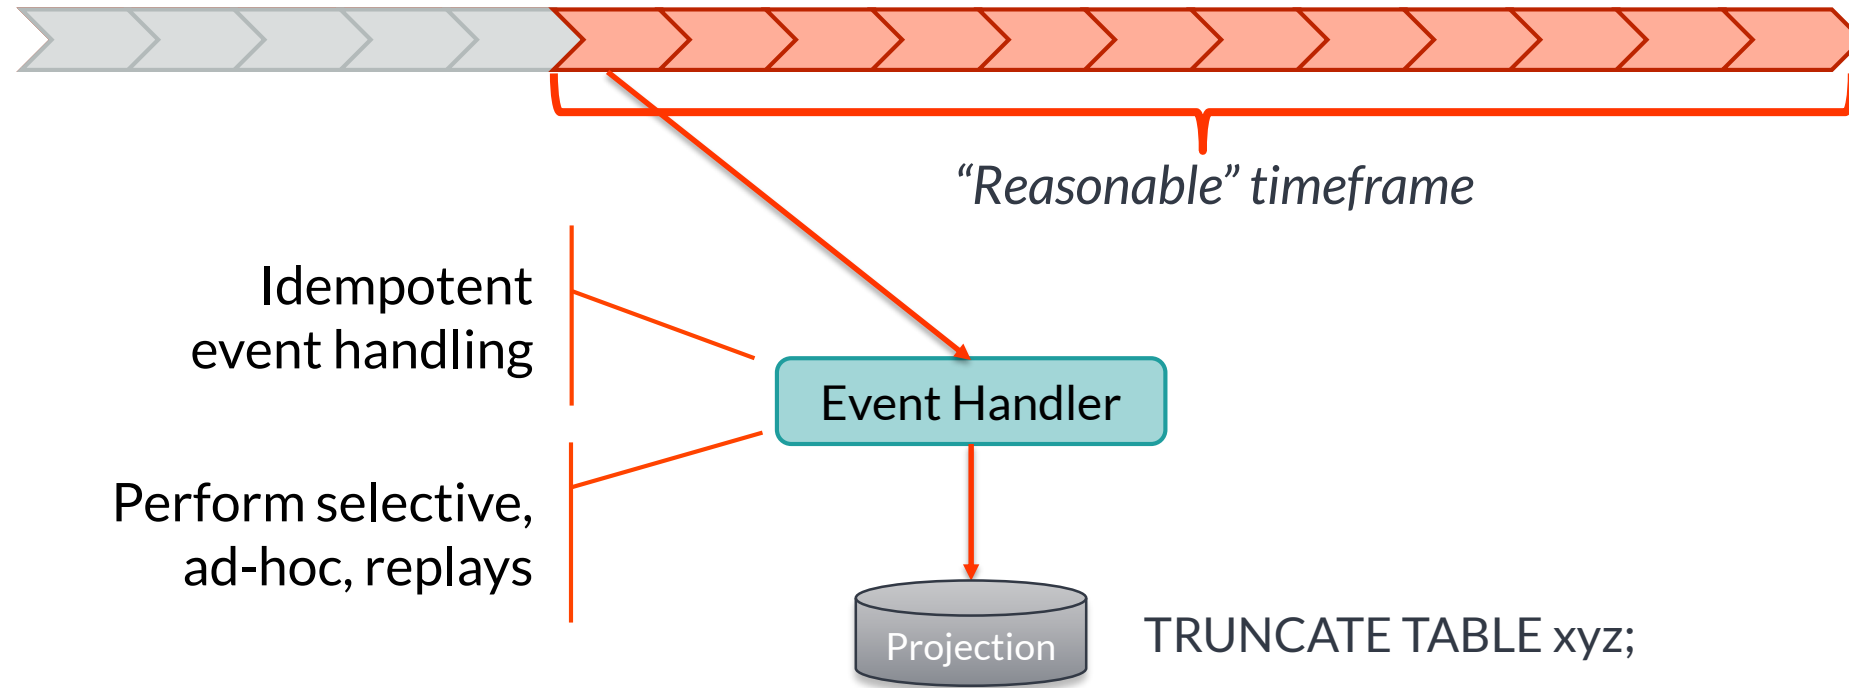 “Reasonable” timeframe
Idempotent
event handling
Event Handler
Perform selective,
ad-hoc, replays
Projection
TRUNCATE TABLE xyz;